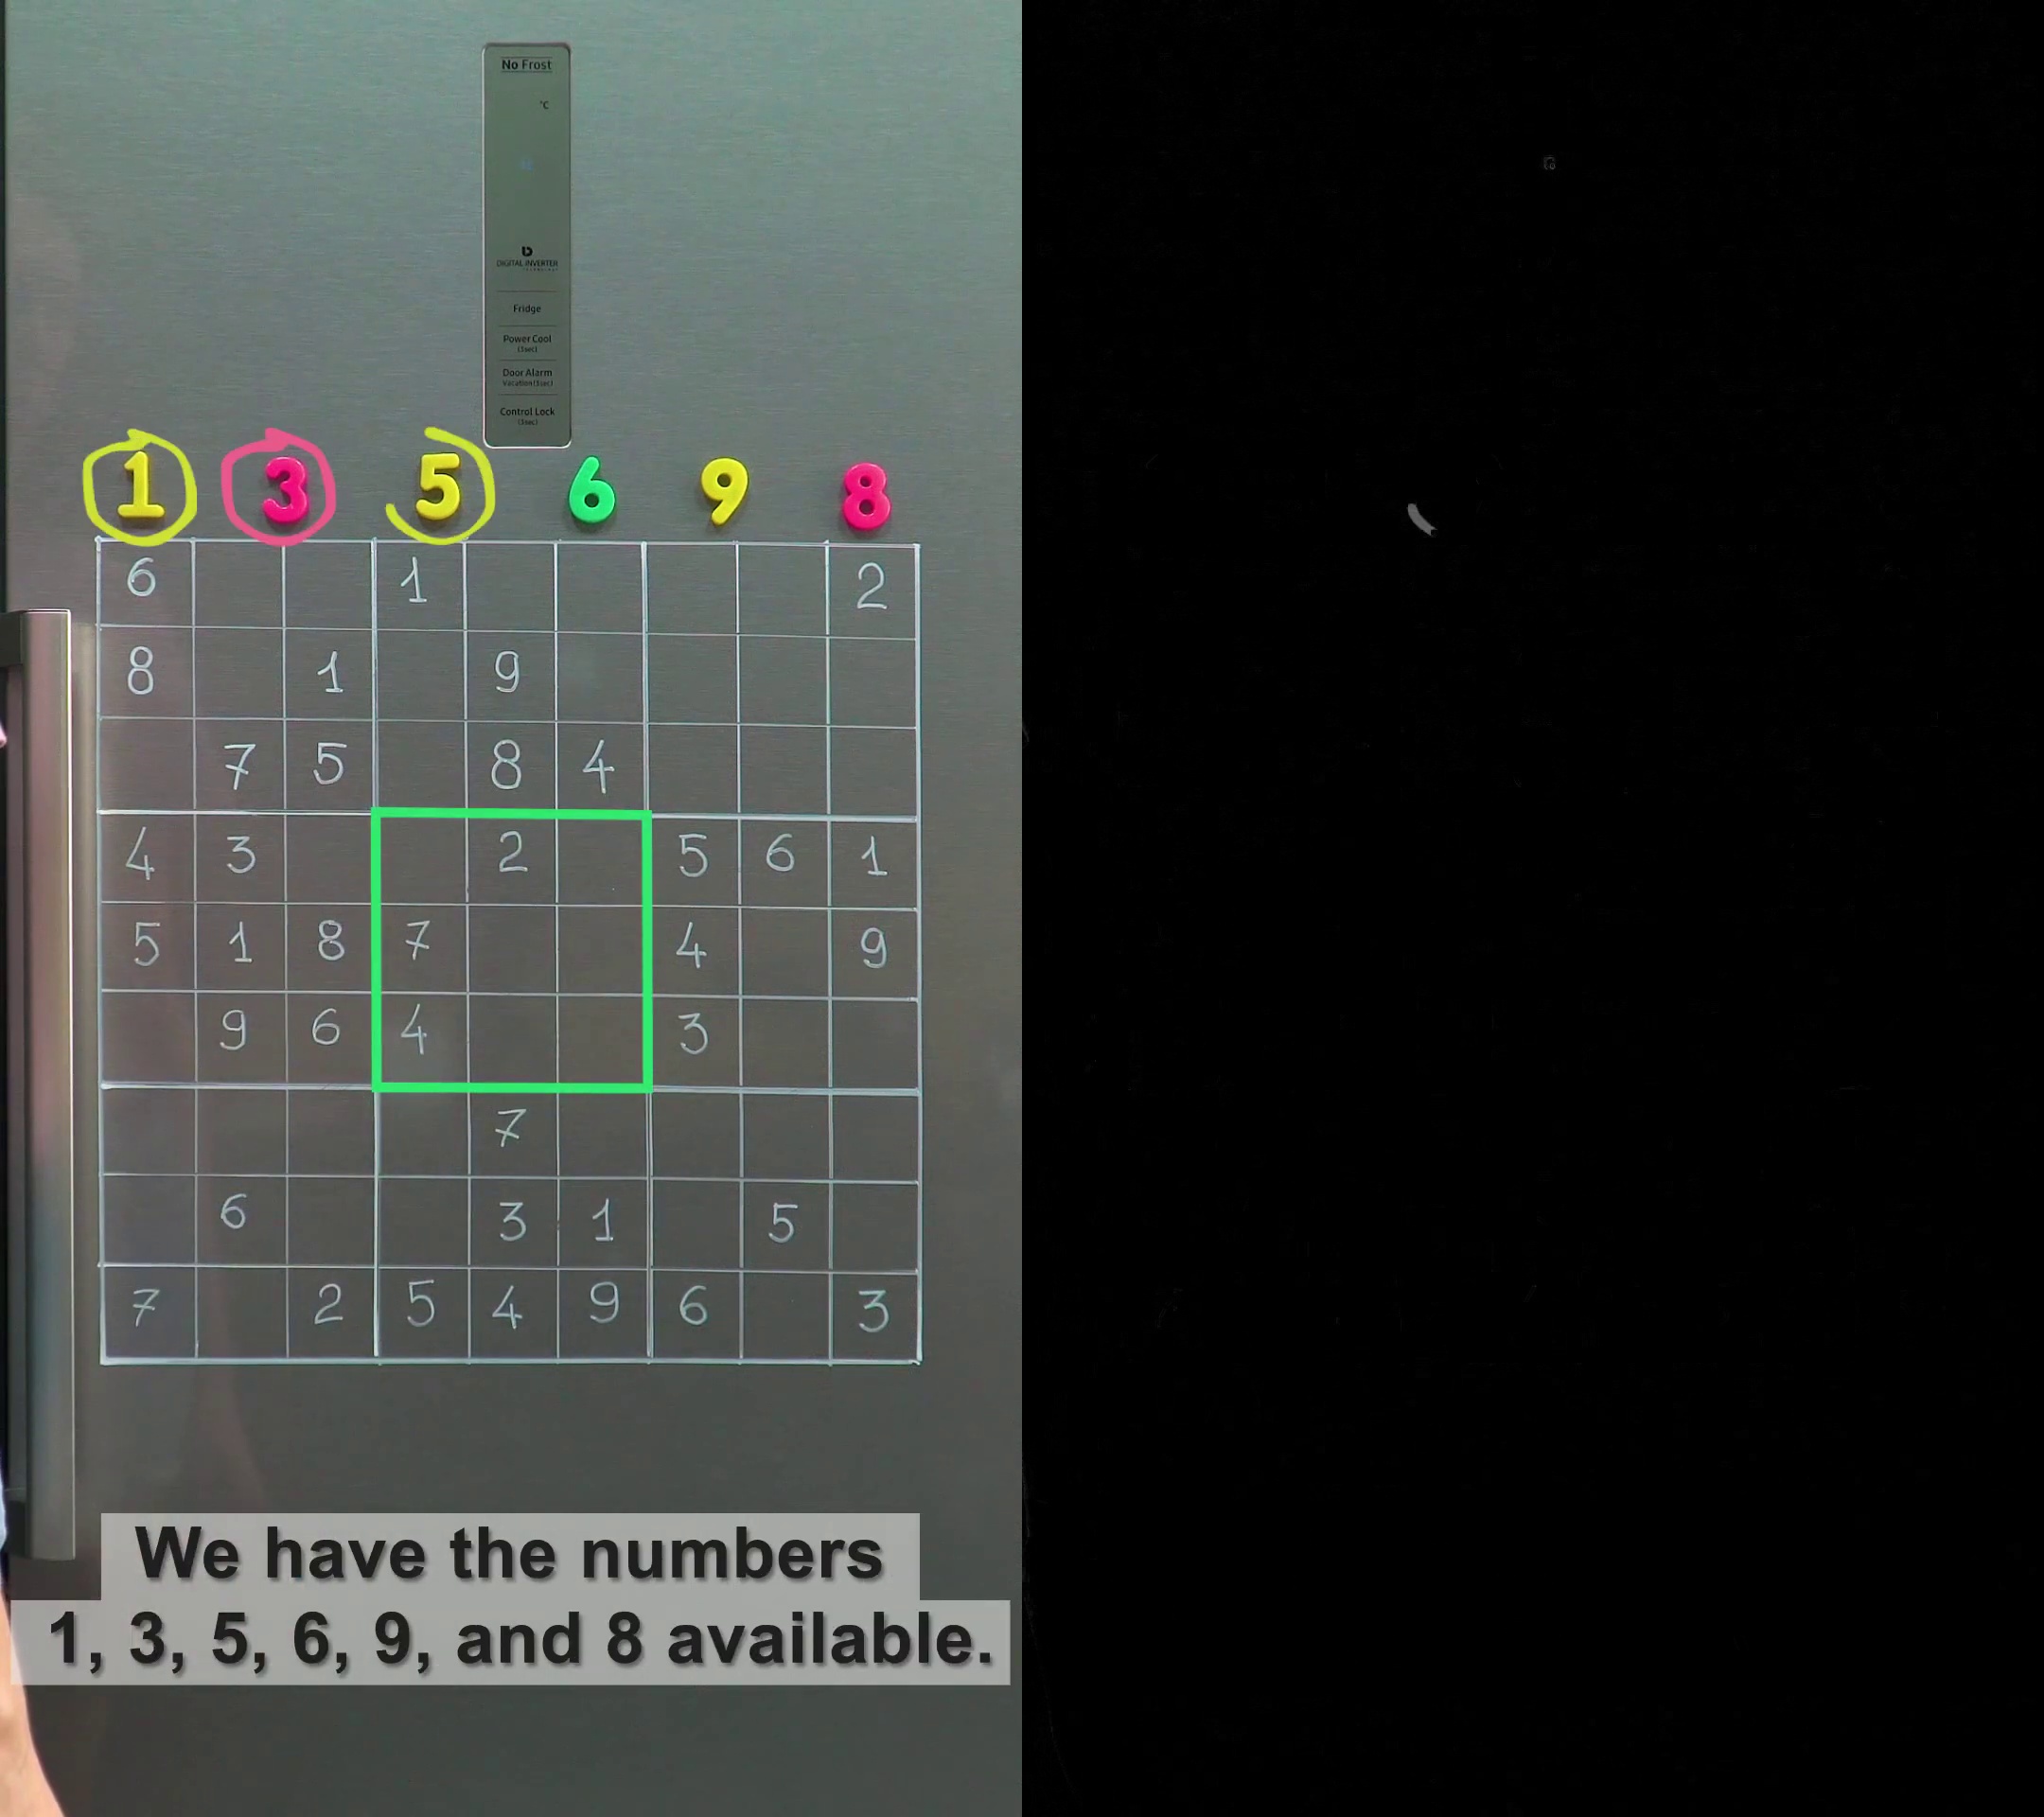 No Frost
°C
DIGITAL INVERTER
TECHNOLOGY
Fridge
Power Cool
(3sec)
Door Alarm
Vacation(3sec)
Control Lock
(3sec)
1 3 5 6 9 8
6 1 2
8 1 9
7 5 8 4
4 3 2 5 6 1
5 1 8 7 4 9
9 6 4 3
7
6 3 1 5
7 2 5 4 9 6 3
We have the numbers
1, 3, 5, 6, 9, and 8 available.